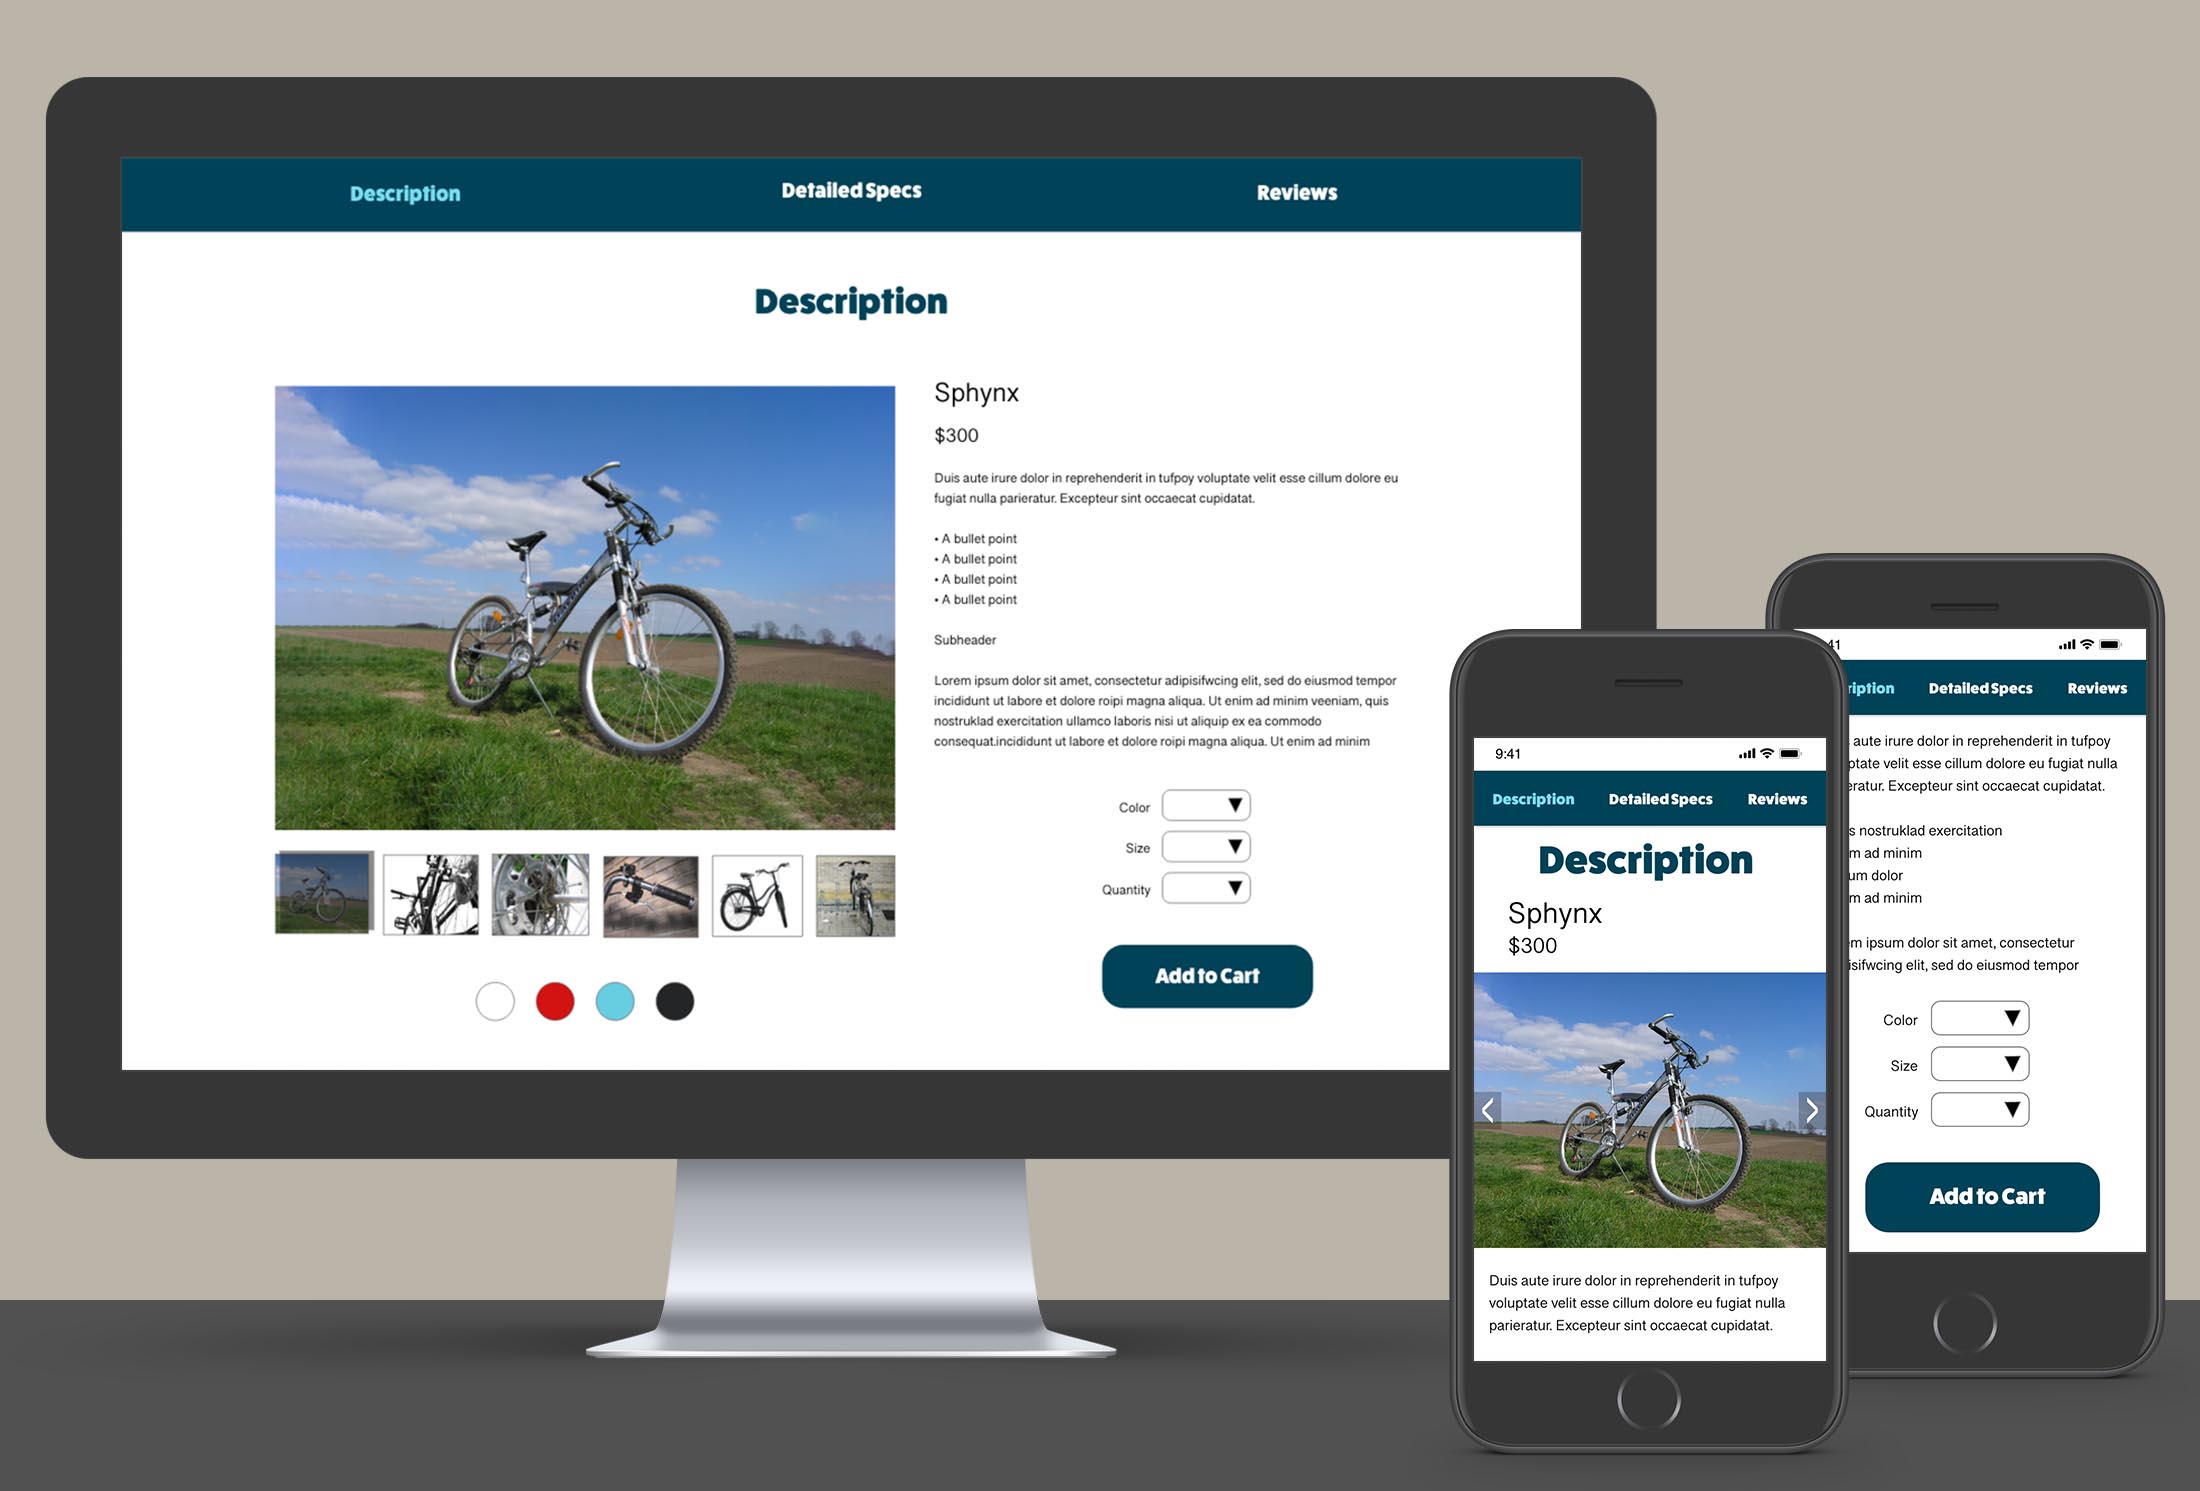 Description
Detailed Specs
Reviews
Description
Sphynx
$300
Duis aute irure dolor in reprehenderit in tufpoy voluptate velit esse cillum dolore eu
fugiat nulla parieratur. Excepteur sint occaecat cupidatat.
• A bullet point
• A bullet point
• A bullet point
• A bullet point
Subheader
Lorem ipsum dolor sit amet, consectetur adipisifwcing elit, sed do eiusmod tempor
incididunt ut labore et dolore roipi magna aliqua. Ut enim ad minim veeniam, quis
nostruklad exercitation ullamco laboris nisi ut aliquip ex ea commodo
consequat.incididunt ut labore et dolore roipi magna aliqua. Ut enim ad minim
Color
Size
Quantity
Add to Cart
9:41
Description
Detailed Specs
Reviews
Description
Sphynx
$300
Duis aute irure dolor in reprehenderit in tufpoy
voluptate velit esse cillum dolore eu fugiat nulla
parieratur. Excepteur sint occaecat cupidatat.
41
ription
Detailed Specs
Reviews
aute irure dolor in reprehenderit in tufpoy
ptate velit esse cillum dolore eu fugiat nulla
eratur. Excepteur sint occaecat cupidatat.
s nostruklad exercitation
m ad minim
um dolor
m ad minim
em ipsum dolor sit amet, consectetur
isifwcing elit, sed do eiusmod tempor
Color
Size
Quantity
Add to Cart